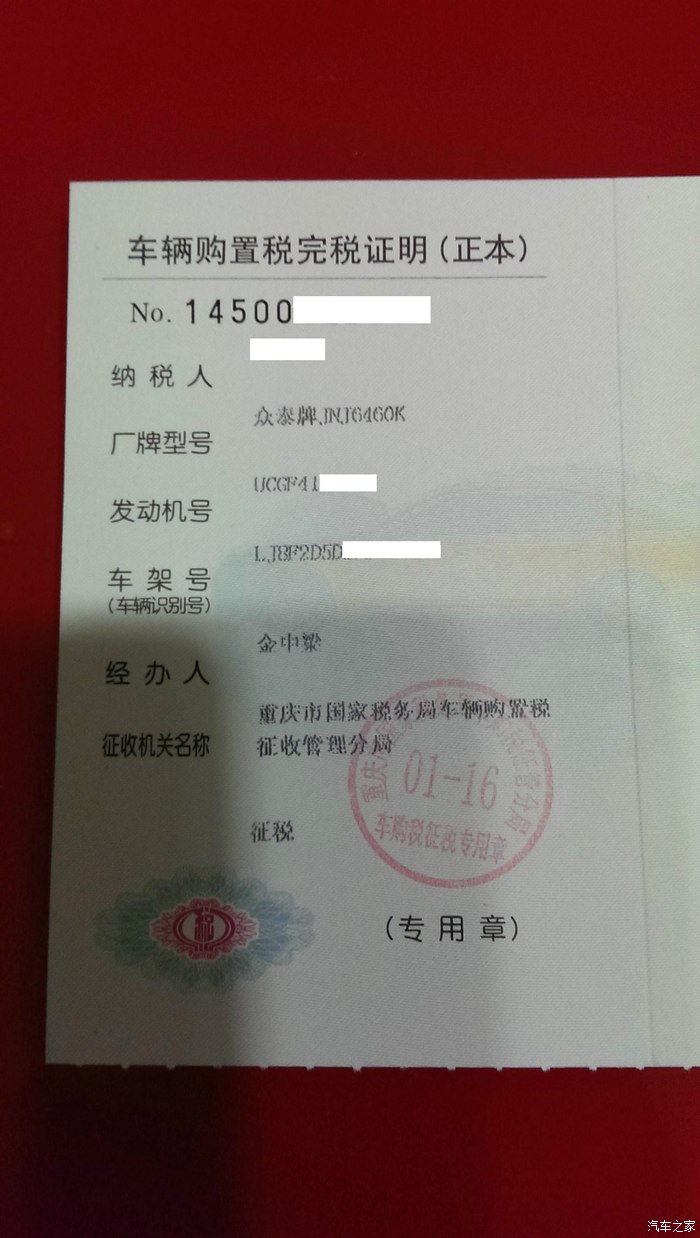 车辆购置税完税证明(正本)
No. 14500
纳税人
厂牌型号 众泰牌JNJ6460K
发动机号 UCGF41
车架号 LJ8F2D5D
(车辆识别号)
经办人 金中梁
征收机关名称 重庆市国家税务局车辆购置税
征收管理分局
01-16
车购税征税专用章
征税
税
(专用章)
汽车之家